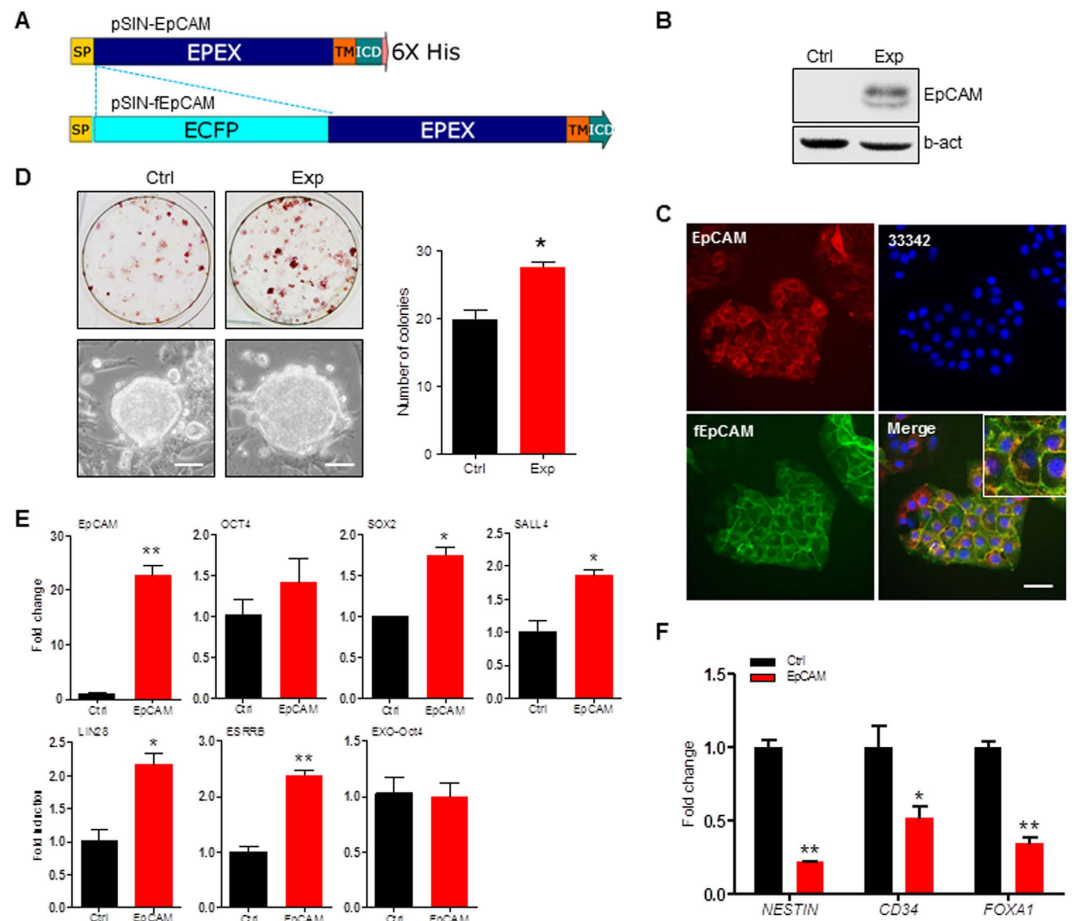 A
pSIN-EpCAM
SP EPEX TM ICD 6X His
pSIN-fEpCAM
SP ECFP EPEX TM ICD
B
Ctrl Exp
EpCAM
b-act
D
Ctrl Exp
Number of colonies
30
20
10
0
*
Ctrl Exp
C
EpCAM 33342
fEpCAM Merge
E
EpCAM
Fold change
30
20
10
0
**
Ctrl EpCAM
OCT4
2.0
1.5
1.0
0.5
0.0
Ctrl EpCAM
SOX2
2.0
1.5
1.0
0.5
0.0
*
Ctrl EpCAM
SALL4
2.5
2.0
1.5
1.0
0.5
0.0
*
Ctrl EpCAM
LIN28
Fold induction
2.5
2.0
1.5
1.0
0.5
0.0
*
Ctrl EpCAM
ESRRB
3.0
2.0
1.0
0.0
**
Ctrl EpCAM
EXO-Oct4
1.5
1.0
0.5
Ctrl EpCAM
F
Ctrl
EpCAM
Fold change
1.5
1.0
0.5
0.0
**
*
**
NESTIN CD34 FOXA1